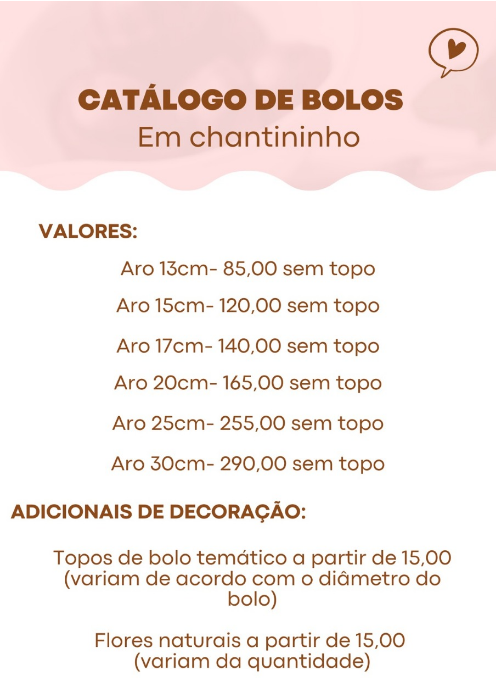 CATÁLOGO DE BOLOS
Em chantininho
VALORES:
Aro 13cm- 85,00 sem topo
Aro 15cm- 120,00 sem topo
Aro 17cm- 140,00 sem topo
Aro 20cm- 165,00 sem topo
Aro 25cm- 255,00 sem topo
Aro 30cm- 290,00 sem topo
ADICIONAIS DE DECORAÇÃO:
Topos de bolo temático a partir de 15,00
(variam de acordo com o diâmetro do
bolo)
Flores naturais a partir de 15,00
(variam da quantidade)